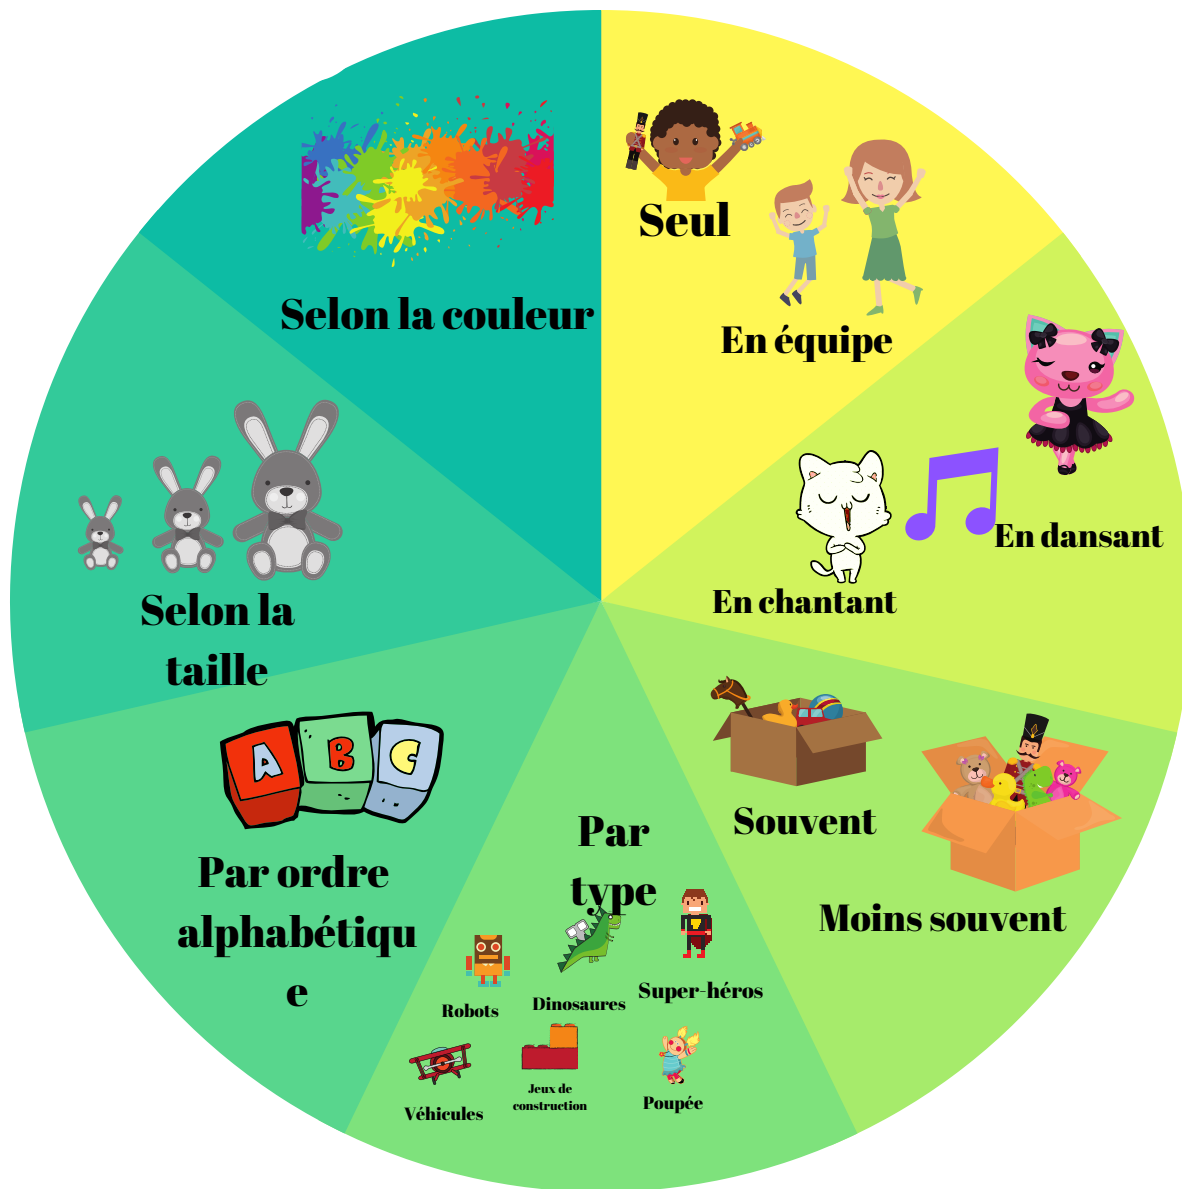 Seul
En équipe
En dansant
En chantant
Souvent
Moins souvent
Par
type
Robots
Dinosaures
Super-héros
Véhicules
Jeux de
construction
Poupée
A B C
Par ordre
alphabétiqu
e
Selon la
taille
Selon la couleur